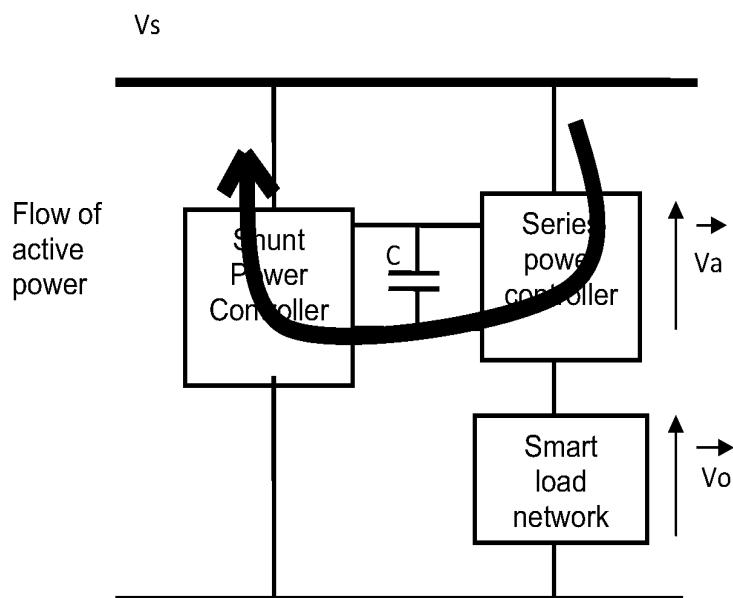 Vs
Flow of
active
power
Shunt
Power
Controller
C
Series
power
controller
Va
Smart
load
network
Vo